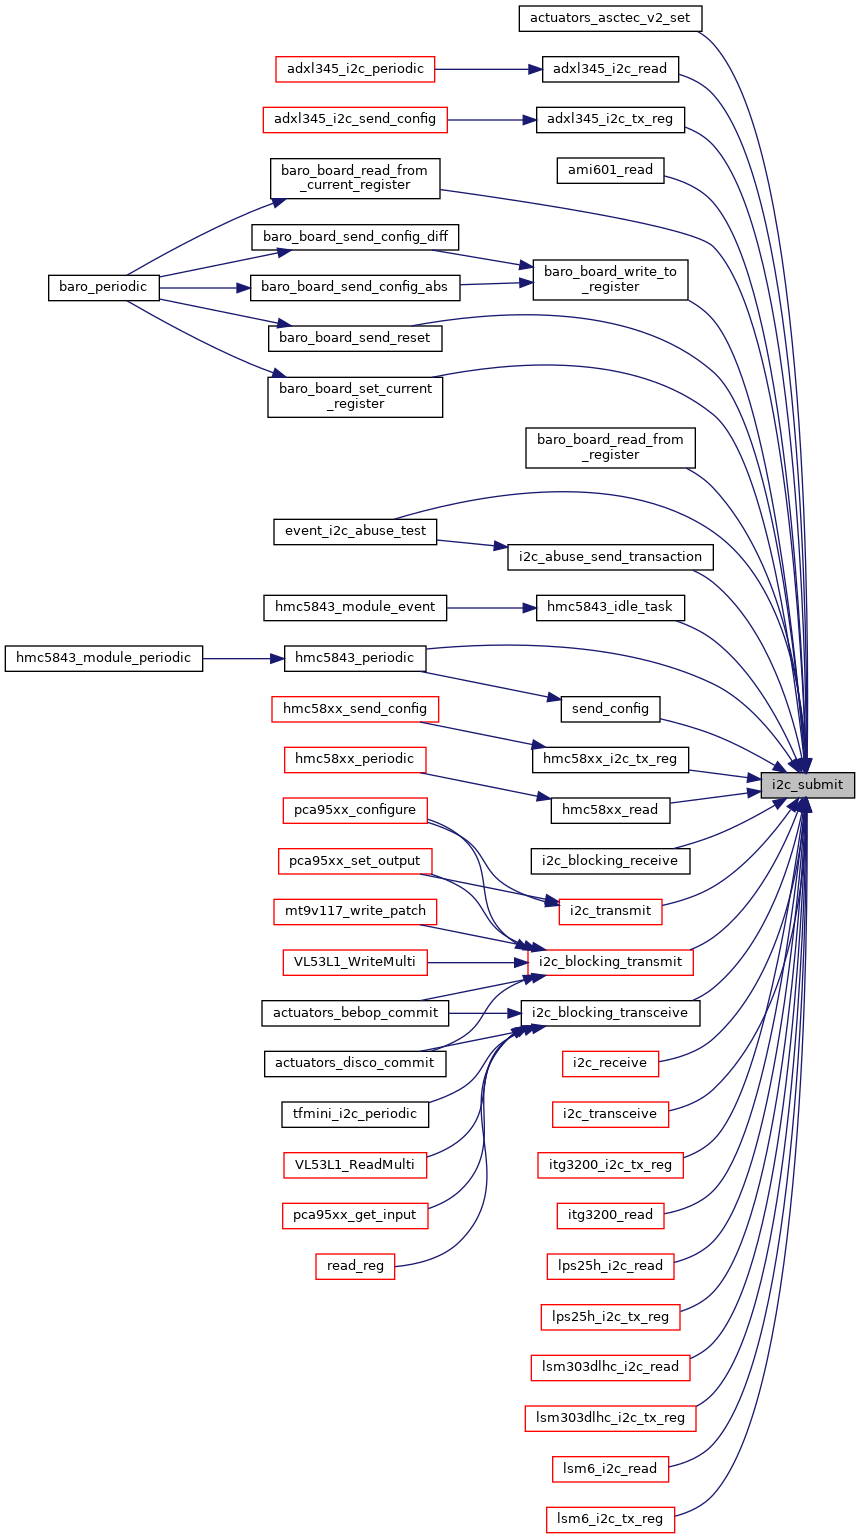 actuators_asctec_v2_set
adxl345_i2c_periodic
adxl345_i2c_read
adxl345_i2c_send_config
adxl345_i2c_tx_reg
ami601_read
baro_board_read_from
_current_register
baro_board_send_config_diff
baro_board_write_to
_register
baro_periodic
baro_board_send_config_abs
baro_board_send_reset
baro_board_set_current
_register
baro_board_read_from
_register
event_i2c_abuse_test
i2c_abuse_send_transaction
hmc5843_module_event
hmc5843_idle_task
hmc5843_module_periodic
hmc5843_periodic
hmc58xx_send_config
send_config
hmc58xx_periodic
hmc58xx_i2c_tx_reg
i2c_submit
pca95xx_configure
hmc58xx_read
pca95xx_set_output
i2c_blocking_receive
mt9v117_write_patch
i2c_transmit
VL53L1_WriteMulti
i2c_blocking_transmit
actuators_bebop_commit
i2c_blocking_transceive
actuators_disco_commit
i2c_receive
tfmini_i2c_periodic
i2c_transceive
VL53L1_ReadMulti
itg3200_i2c_tx_reg
pca95xx_get_input
itg3200_read
read_reg
lps25h_i2c_read
lps25h_i2c_tx_reg
lsm303dlhc_i2c_read
lsm303dlhc_i2c_tx_reg
lsm6_i2c_read
lsm6_i2c_tx_reg